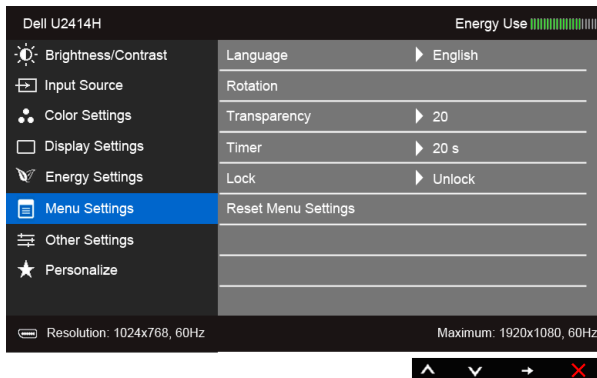 Dell U2414H
Energy Use
Brightness/Contrast
Language
English
Input Source
Rotation
Color Settings
Transparency
20
Display Settings
Timer
20 s
Energy Settings
Lock
Unlock
Menu Settings
Reset Menu Settings
Other Settings
Personalize
Resolution: 1024x768, 60Hz
Maximum: 1920x1080, 60Hz